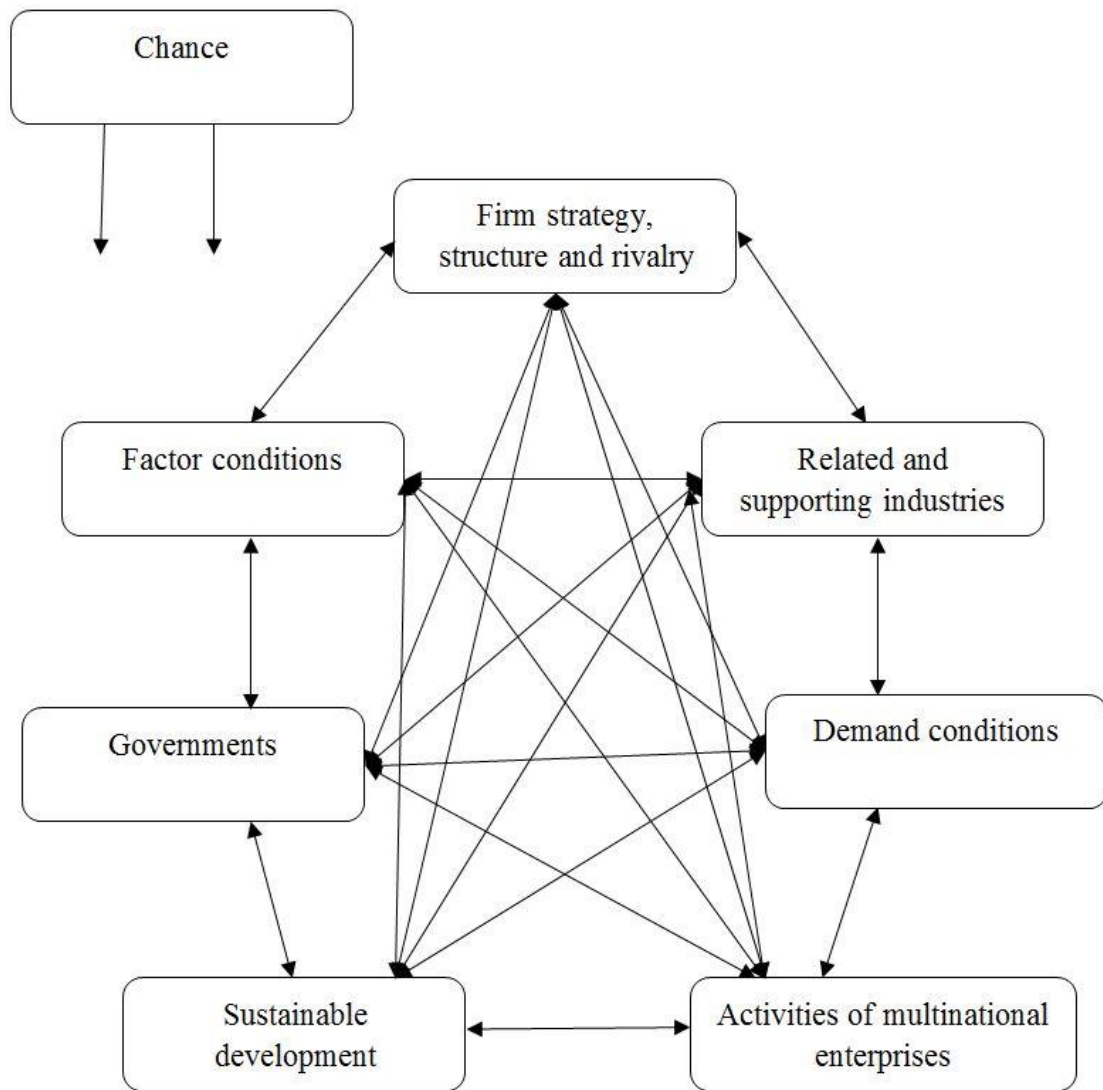 Chance
Firm strategy,
structure and rivalry
Factor conditions
Related and
supporting industries
Governments
Demand conditions
Sustainable
development
Activities of multinational
enterprises